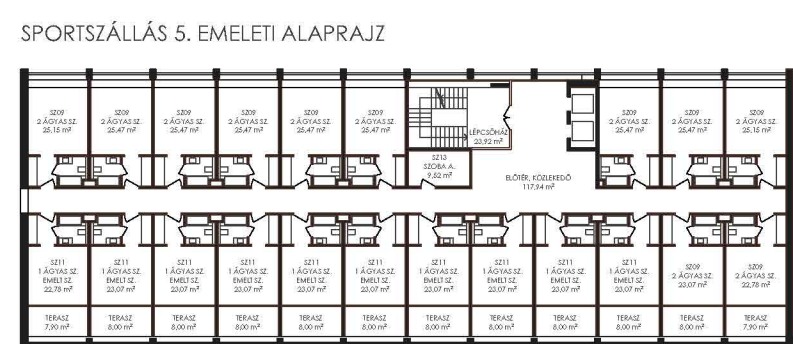 SPORTSZÁLLÁS 5. EMELETI ALAPRAJZ
SZ09
2 ÁGYAS SZ.
25,15 m²
SZ09
2 ÁGYAS SZ.
25,47 m²
SZ09
2 ÁGYAS SZ.
25,47 m²
SZ09
2 ÁGYAS SZ.
25,47 m²
SZ09
2 ÁGYAS SZ.
25,47 m²
SZ09
2 ÁGYAS SZ.
25,47 m²
LÉPCSŐHÁZ
23,92 m²
SZ09
2 ÁGYAS SZ.
25,47 m²
SZ09
2 ÁGYAS SZ.
25,47 m²
SZ09
2 ÁGYAS SZ.
25,15 m²
SZ13
SZOBA A.
9,52 m²
ELŐTÉR, KÖZLEKEDŐ
117,94 m²
SZ11
1 ÁGYAS SZ.
EMELT SZ.
22,78 m²
SZ11
1 ÁGYAS SZ.
EMELT SZ.
23,07 m²
SZ11
1 ÁGYAS SZ.
EMELT SZ.
23,07 m²
SZ11
1 ÁGYAS SZ.
EMELT SZ.
23,07 m²
SZ11
1 ÁGYAS SZ.
EMELT SZ.
23,07 m²
SZ11
1 ÁGYAS SZ.
EMELT SZ.
23,07 m²
SZ11
1 ÁGYAS SZ.
EMELT SZ.
23,07 m²
SZ11
1 ÁGYAS SZ.
EMELT SZ.
23,07 m²
SZ11
1 ÁGYAS SZ.
EMELT SZ.
23,07 m²
SZ11
1 ÁGYAS SZ.
EMELT SZ.
23,07 m²
SZ09
2 ÁGYAS SZ.
23,07 m²
SZ09
2 ÁGYAS SZ.
22,78 m²
TERASZ
7,90 m²
TERASZ
8,00 m²
TERASZ
8,00 m²
TERASZ
8,00 m²
TERASZ
8,00 m²
TERASZ
8,00 m²
TERASZ
8,00 m²
TERASZ
8,00 m²
TERASZ
8,00 m²
TERASZ
8,00 m²
TERASZ
8,00 m²
TERASZ
7,90 m²